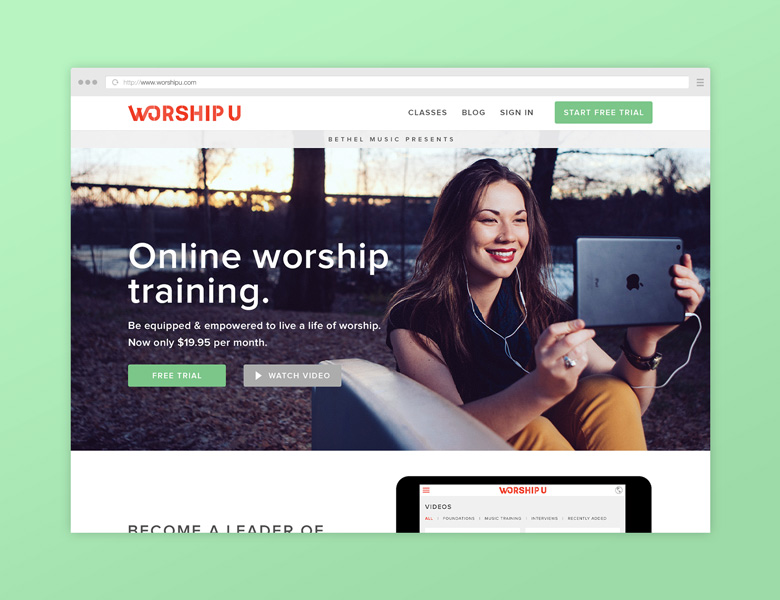 http://www.worshipu.com
WORSHIP U
CLASSES BLOG SIGN IN START FREE TRIAL
BETHEL MUSIC PRESENTS
Online worship
training.
Be equipped & empowered to live a life of worship.
Now only $19.95 per month.
FREE TRIAL WATCH VIDEO
iPad
BECOME A LEADER OF
WORSHIP U
VIDEOS
ALL | FOUNDATIONS | MUSIC TRAINING | INTERVIEWS | RECENTLY ADDED